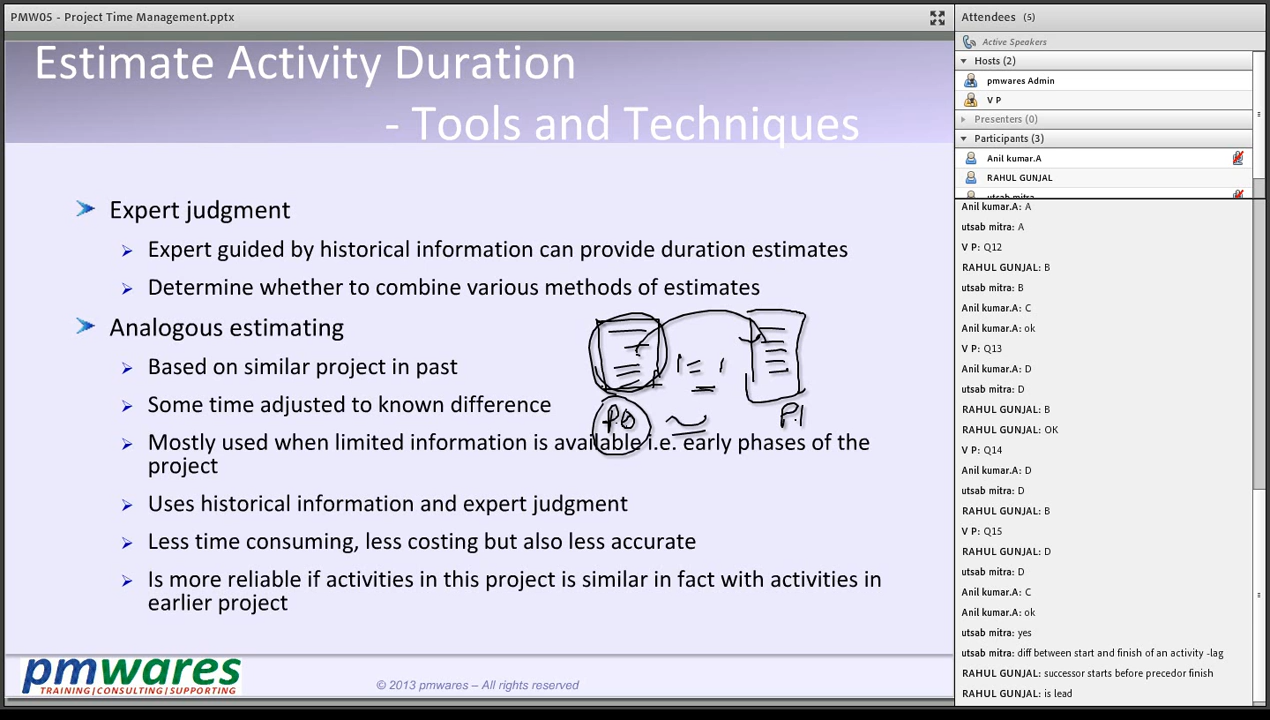 PMW05 - Project Time Management.pptx
Estimate Activity Duration
- Tools and Techniques
Expert judgment
Expert guided by historical information can provide duration estimates
Determine whether to combine various methods of estimates
Analogous estimating
Based on similar project in past
Some time adjusted to known difference
Mostly used when limited information is available i.e. early phases of the
project
Uses historical information and expert judgment
Less time consuming, less costing but also less accurate
Is more reliable if activities in this project is similar in fact with activities in
earlier project
P.0
P.1
pmwares
TRAINING|CONSULTING|SUPPORTING
© 2013 pmwares – All rights reserved
Attendees (5)
Active Speakers
Hosts (2)
pmwares Admin
V P
Presenters (0)
Participants (3)
Anil kumar.A
RAHUL GUNJAL
utsab mitra
Anil kumar.A: A
utsab mitra: A
V P: Q12
RAHUL GUNJAL: B
utsab mitra: B
Anil kumar.A: C
Anil kumar.A: ok
V P: Q13
Anil kumar.A: D
utsab mitra: D
RAHUL GUNJAL: B
RAHUL GUNJAL: OK
V P: Q14
Anil kumar.A: D
utsab mitra: D
RAHUL GUNJAL: B
V P: Q15
RAHUL GUNJAL: D
utsab mitra: D
Anil kumar.A: C
Anil kumar.A: ok
utsab mitra: yes
utsab mitra: diff between start and finish of an activity -lag
RAHUL GUNJAL: successor starts before precedor finish
RAHUL GUNJAL: is lead